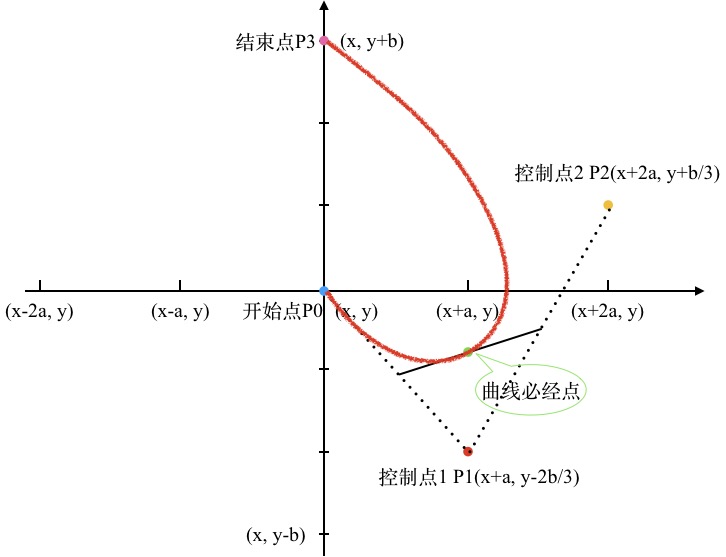 结束点P3 (x, y+b)
控制点2 P2(x+2a, y+b/3)
(x-2a, y) (x-a, y) 开始点P0 (x, y) (x+a, y) (x+2a, y)
曲线必经点
控制点1 P1(x+a, y-2b/3)
(x, y-b)